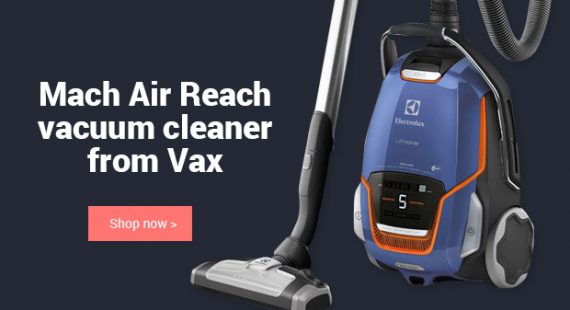 Mach Air Reach
vacuum cleaner
from Vax
Shop now >
Electrolux
5